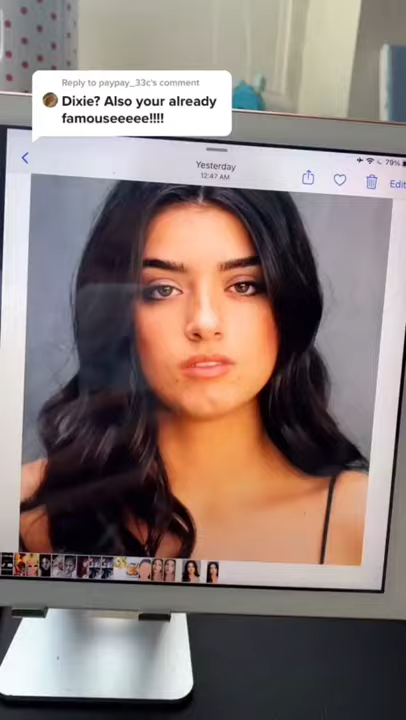 Reply to paypay_33c's comment
Dixie? Also your already
famouseeeee!!!!
79%
Yesterday
12:47 AM
Edit